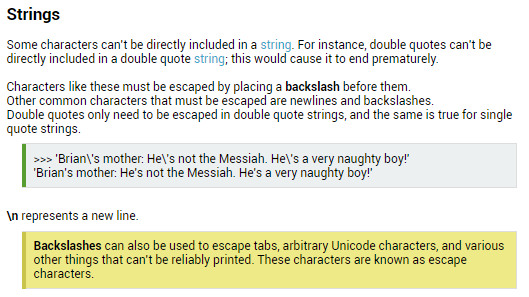 Strings
Some characters can't be directly included in a string. For instance, double quotes can't be
directly included in a double quote string; this would cause it to end prematurely.
Characters like these must be escaped by placing a backslash before them.
Other common characters that must be escaped are newlines and backslashes.
Double quotes only need to be escaped in double quote strings, and the same is true for single
quote strings.
>>> 'Brian\'s mother: He\'s not the Messiah. He\'s a very naughty boy!'
'Brian's mother: He's not the Messiah. He's a very naughty boy!'
\n represents a new line.
Backslashes can also be used to escape tabs, arbitrary Unicode characters, and various
other things that can't be reliably printed. These characters are known as escape
characters.